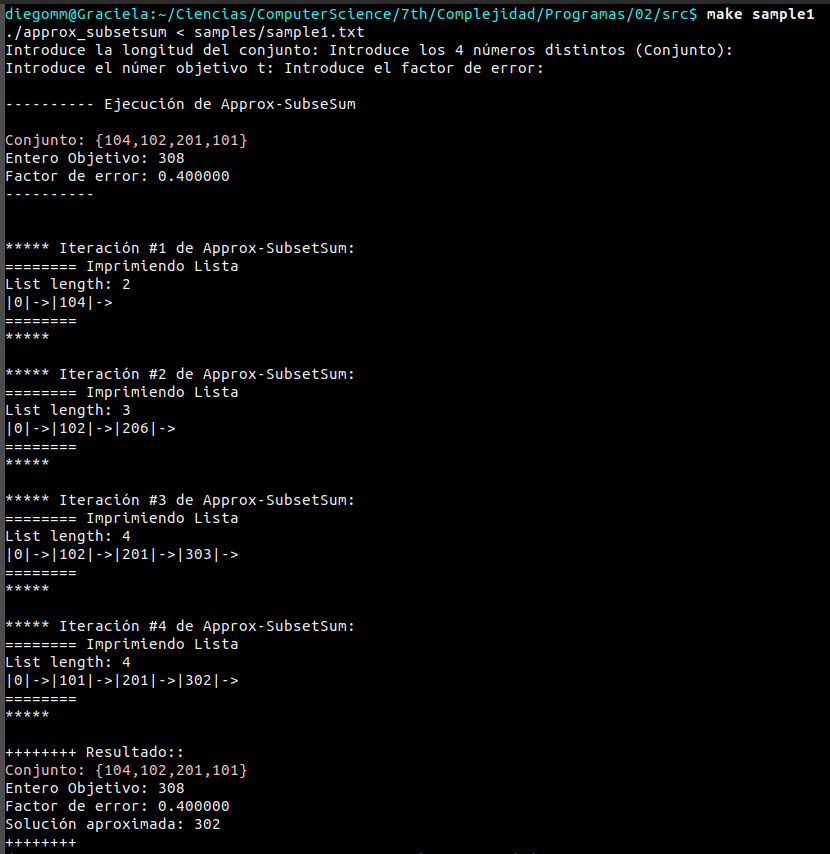 diegomm@Graciela:~/Ciencias/ComputerScience/7th/Complejidad/Programas/02/src$ make sample1
./approx_subsetsum < samples/sample1.txt
Introduce la longitud del conjunto: Introduce los 4 números distintos (Conjunto):
Introduce el númer objetivo t: Introduce el factor de error:
---------- Ejecución de Approx-SubseSum
Conjunto: {104,102,201,101}
Entero Objetivo: 308
Factor de error: 0.400000
----------
***** Iteración #1 de Approx-SubsetSum:
======== Imprimiendo Lista
List length: 2
|0|->|104|->
========
*****
***** Iteración #2 de Approx-SubsetSum:
======== Imprimiendo Lista
List length: 3
|0|->|102|->|206|->
========
*****
***** Iteración #3 de Approx-SubsetSum:
======== Imprimiendo Lista
List length: 4
|0|->|102|->|201|->|303|->
========
*****
***** Iteración #4 de Approx-SubsetSum:
======== Imprimiendo Lista
List length: 4
|0|->|101|->|201|->|302|->
========
*****
++++++++ Resultado::
Conjunto: {104,102,201,101}
Entero Objetivo: 308
Factor de error: 0.400000
Solución aproximada: 302
++++++++